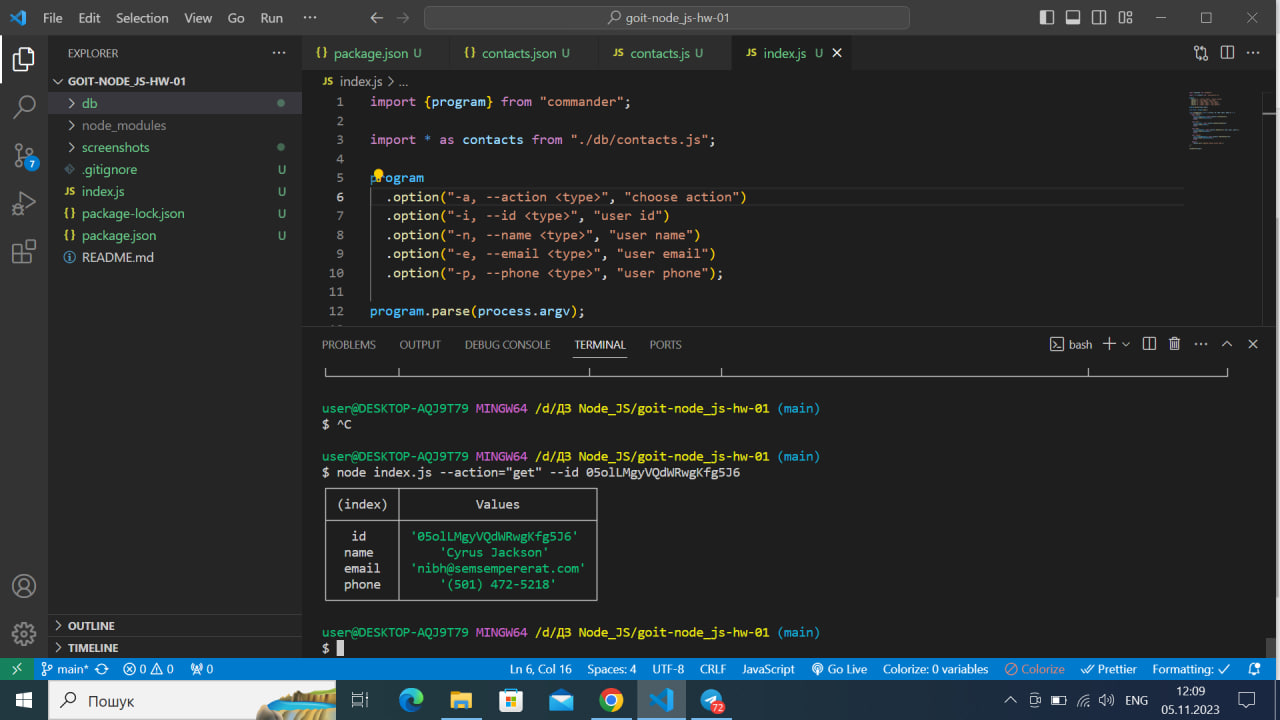 File Edit Selection View Go Run ··· goit-node_js-hw-01
EXPLORER ···
GOIT-NODE_JS-HW-01
db
node_modules
screenshots
.gitignore U
JS index.js U
{} package-lock.json U
{} package.json U
README.md
OUTLINE
TIMELINE
7
{} package.json U {} contacts.json U JS contacts.js U JS index.js U
JS index.js > ...
1 import {program} from "commander";
2
3 import * as contacts from "./db/contacts.js";
4
5 program
6 .option("-a, --action <type>", "choose action")
7 .option("-i, --id <type>", "user id")
8 .option("-n, --name <type>", "user name")
9 .option("-e, --email <type>", "user email")
10 .option("-p, --phone <type>", "user phone");
11
12 program.parse(process.argv);
PROBLEMS OUTPUT DEBUG CONSOLE TERMINAL PORTS bash
user@DESKTOP-AQJ9T79 MINGW64 /d/ДЗ Node_JS/goit-node_js-hw-01 (main)
$ ^C
user@DESKTOP-AQJ9T79 MINGW64 /d/ДЗ Node_JS/goit-node_js-hw-01 (main)
$ node index.js --action="get" --id 05olLMgyVQdWRwgKfg5J6
(index) Values
id '05olLMgyVQdWRwgKfg5J6'
name 'Cyrus Jackson'
email 'nibh@semsempererat.com'
phone '(501) 472-5218'
user@DESKTOP-AQJ9T79 MINGW64 /d/ДЗ Node_JS/goit-node_js-hw-01 (main)
$
main* 0 0 0 Ln 6, Col 16 Spaces: 4 UTF-8 CRLF JavaScript Go Live Colorize: 0 variables Colorize Prettier Formatting:
Пошук 72 ENG 12:09
05.11.2023